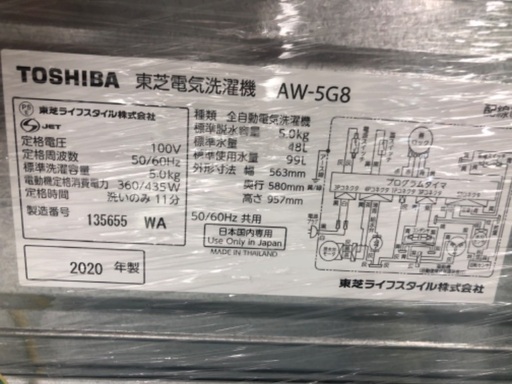 TOSHIBA 東芝電気洗濯機 AW-5G8
PS E
JET
東芝ライフスタイル株式会社
定格電圧 100V
定格周波数 50/60Hz
標準洗濯容量 5.0kg
電動機定格消費電力 360/435W
定格時間 洗いのみ 11分
製造番号 135655 WA
2020 年製
種類 全自動電気洗濯機
標準脱水容量 5.0kg
標準水量 48L
標準使用水量 99L
外形寸法 幅 563mm
奥行 580mm
高さ 957mm
50/60Hz 共用
日本国内専用
Use Only in Japan
MADE IN THAILAND
プログラムタイマ
東芝ライフスタイル株式会社